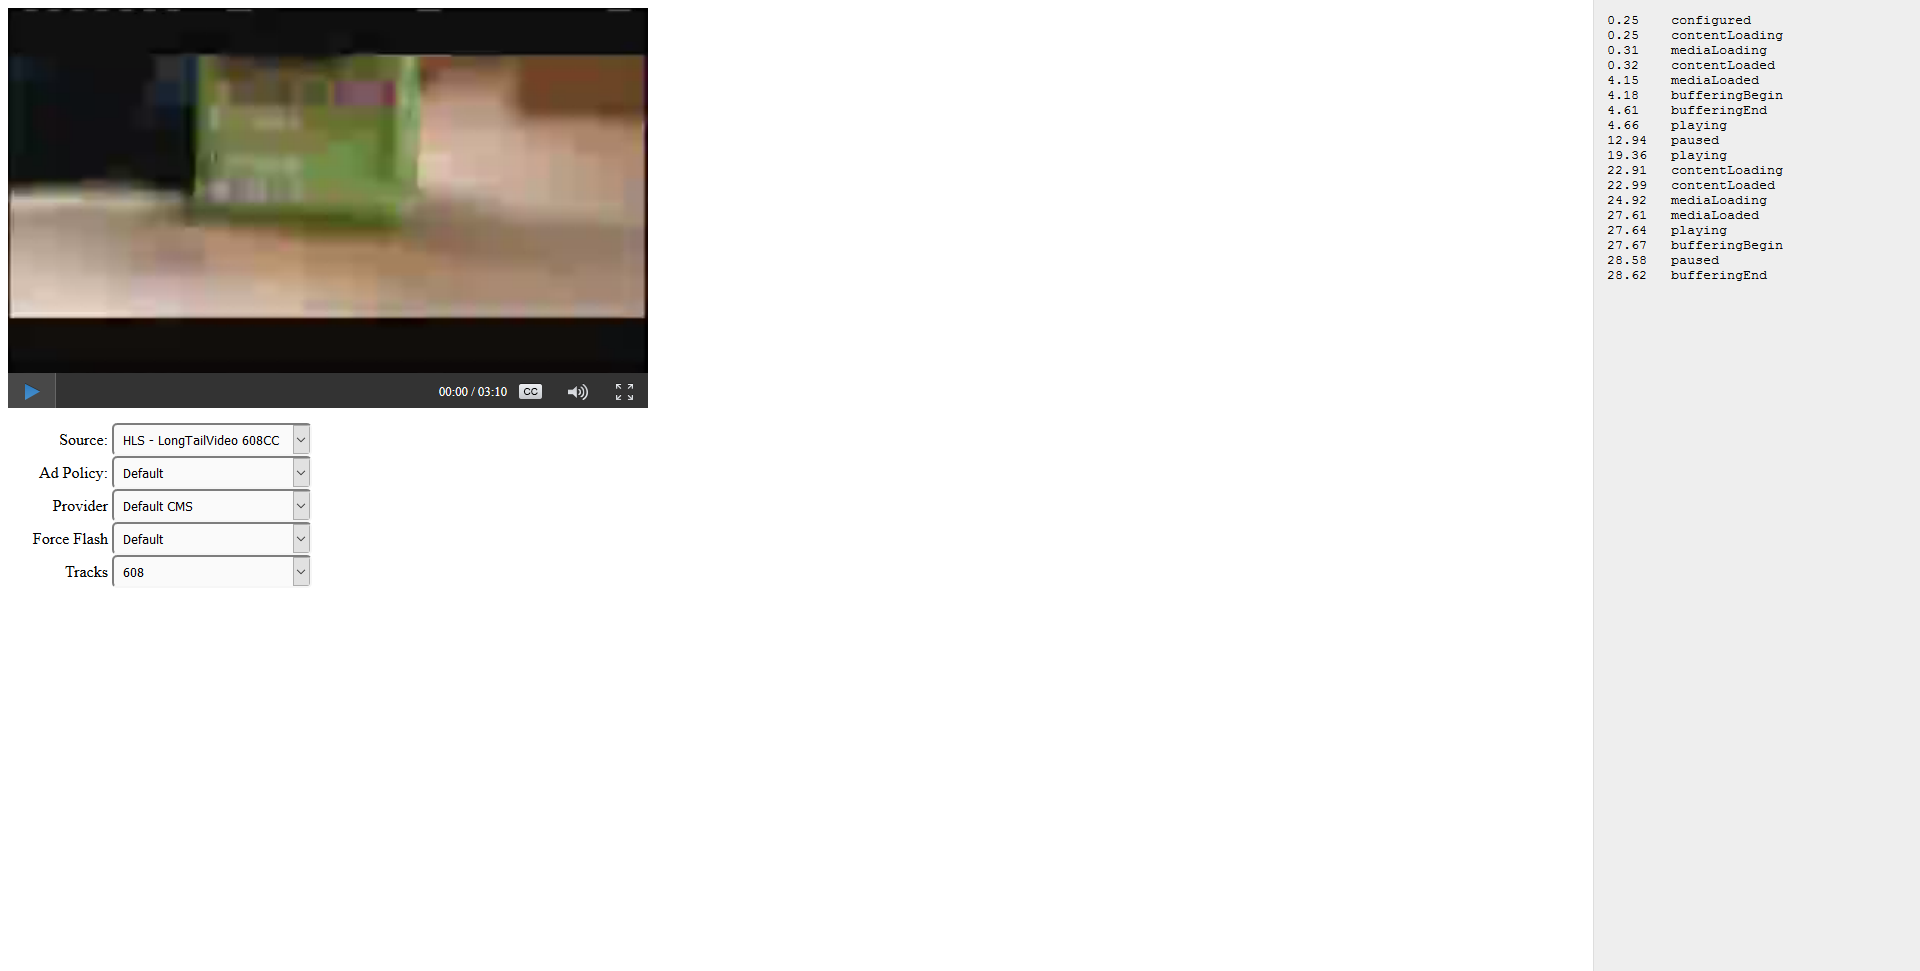 00:00 / 03:10 CC
Source: HLS - LongTailVideo 608CC
Ad Policy: Default
Provider Default CMS
Force Flash Default
Tracks 608
0.25 configured
0.25 contentLoading
0.31 mediaLoading
0.32 contentLoaded
4.15 mediaLoaded
4.18 bufferingBegin
4.61 bufferingEnd
4.66 playing
12.94 paused
19.36 playing
22.91 contentLoading
22.99 contentLoaded
24.92 mediaLoading
27.61 mediaLoaded
27.64 playing
27.67 bufferingBegin
28.58 paused
28.62 bufferingEnd